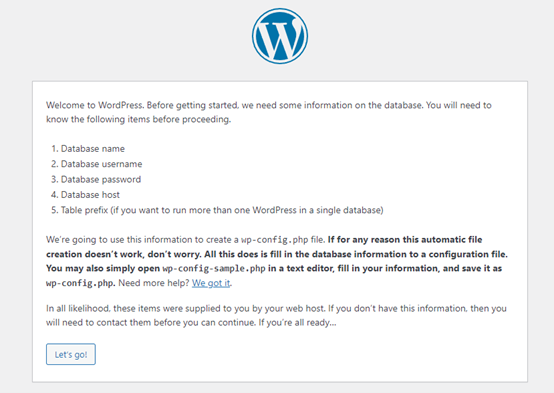 Welcome to WordPress. Before getting started, we need some information on the database. You will need to
know the following items before proceeding.
1. Database name
2. Database username
3. Database password
4. Database host
5. Table prefix (if you want to run more than one WordPress in a single database)
We're going to use this information to create a wp-config.php file. If for any reason this automatic file
creation doesn't work, don't worry. All this does is fill in the database information to a configuration file.
You may also simply open wp-config-sample.php in a text editor, fill in your information, and save it as
wp-config.php. Need more help? We got it.
In all likelihood, these items were supplied to you by your web host. If you don't have this information, then you
will need to contact them before you can continue. If you're all ready…
Let's go!